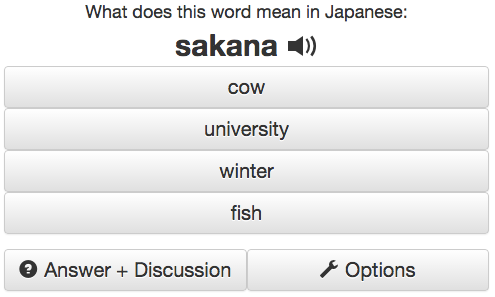 What does this word mean in Japanese:
sakana
cow
university
winter
fish
? Answer + Discussion
Options